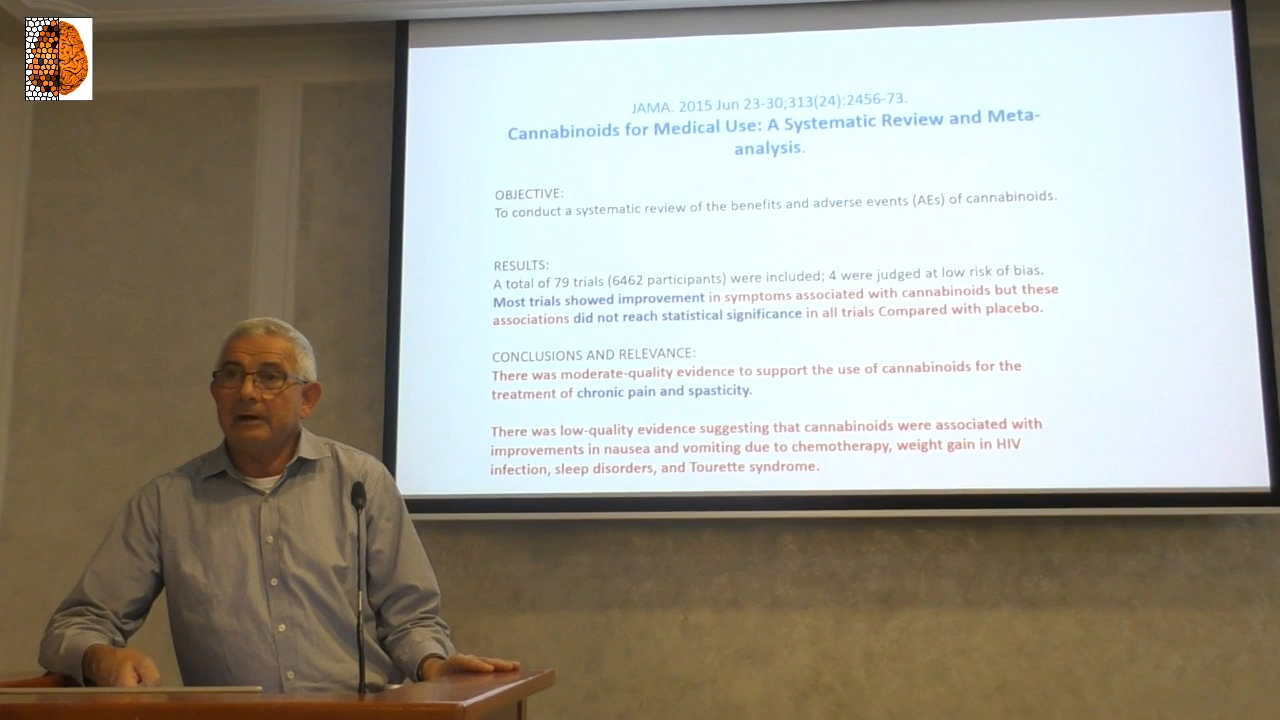 JAMA. 2015 Jun 23-30;313(24):2456-73.
Cannabinoids for Medical Use: A Systematic Review and Meta-
analysis.
OBJECTIVE:
To conduct a systematic review of the benefits and adverse events (AEs) of cannabinoids.
RESULTS:
A total of 79 trials (6462 participants) were included; 4 were judged at low risk of bias.
Most trials showed improvement in symptoms associated with cannabinoids but these
associations did not reach statistical significance in all trials Compared with placebo.
CONCLUSIONS AND RELEVANCE:
There was moderate-quality evidence to support the use of cannabinoids for the
treatment of chronic pain and spasticity.
There was low-quality evidence suggesting that cannabinoids were associated with
improvements in nausea and vomiting due to chemotherapy, weight gain in HIV
infection, sleep disorders, and Tourette syndrome.